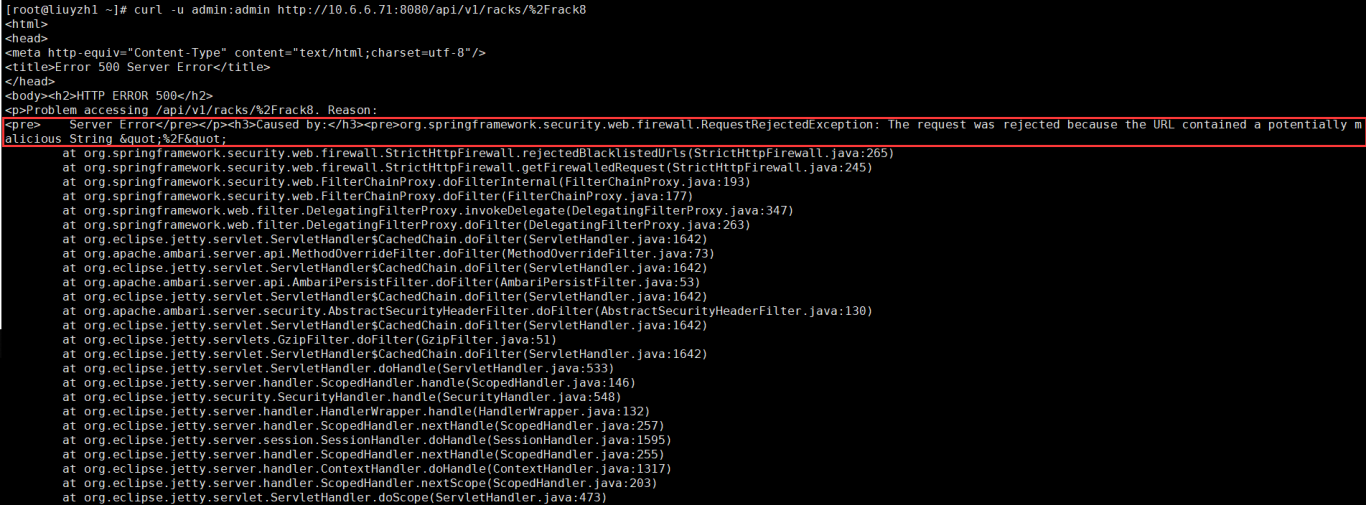 [root@liuyzh1 ~]# curl -u admin:admin http://10.6.6.71:8080/api/v1/racks/%2Frack8
<html>
<head>
<meta http-equiv="Content-Type" content="text/html;charset=utf-8"/>
<title>Error 500 Server Error</title>
</head>
<body><h2>HTTP ERROR 500</h2>
<p>Problem accessing /api/v1/racks/%2Frack8. Reason:
<pre>    Server Error</pre></p><h3>Caused by:</h3><pre>org.springframework.security.web.firewall.RequestRejectedException: The request was rejected because the URL contained a potentially m
alicious String &quot;%2F&quot;
        at org.springframework.security.web.firewall.StrictHttpFirewall.rejectedBlacklistedUrls(StrictHttpFirewall.java:265)
        at org.springframework.security.web.firewall.StrictHttpFirewall.getFirewalledRequest(StrictHttpFirewall.java:245)
        at org.springframework.security.web.FilterChainProxy.doFilterInternal(FilterChainProxy.java:193)
        at org.springframework.security.web.FilterChainProxy.doFilter(FilterChainProxy.java:177)
        at org.springframework.web.filter.DelegatingFilterProxy.invokeDelegate(DelegatingFilterProxy.java:347)
        at org.springframework.web.filter.DelegatingFilterProxy.doFilter(DelegatingFilterProxy.java:263)
        at org.eclipse.jetty.servlet.ServletHandler$CachedChain.doFilter(ServletHandler.java:1642)
        at org.apache.ambari.server.api.MethodOverrideFilter.doFilter(MethodOverrideFilter.java:73)
        at org.eclipse.jetty.servlet.ServletHandler$CachedChain.doFilter(ServletHandler.java:1642)
        at org.apache.ambari.server.api.AmbariPersistFilter.doFilter(AmbariPersistFilter.java:53)
        at org.eclipse.jetty.servlet.ServletHandler$CachedChain.doFilter(ServletHandler.java:1642)
        at org.apache.ambari.server.security.AbstractSecurityHeaderFilter.doFilter(AbstractSecurityHeaderFilter.java:130)
        at org.eclipse.jetty.servlet.ServletHandler$CachedChain.doFilter(ServletHandler.java:1642)
        at org.eclipse.jetty.servlets.GzipFilter.doFilter(GzipFilter.java:51)
        at org.eclipse.jetty.servlet.ServletHandler$CachedChain.doFilter(ServletHandler.java:1642)
        at org.eclipse.jetty.servlet.ServletHandler.doHandle(ServletHandler.java:533)
        at org.eclipse.jetty.server.handler.ScopedHandler.handle(ScopedHandler.java:146)
        at org.eclipse.jetty.security.SecurityHandler.handle(SecurityHandler.java:548)
        at org.eclipse.jetty.server.handler.HandlerWrapper.handle(HandlerWrapper.java:132)
        at org.eclipse.jetty.server.handler.ScopedHandler.nextHandle(ScopedHandler.java:257)
        at org.eclipse.jetty.server.session.SessionHandler.doHandle(SessionHandler.java:1595)
        at org.eclipse.jetty.server.handler.ScopedHandler.nextHandle(ScopedHandler.java:255)
        at org.eclipse.jetty.server.handler.ContextHandler.doHandle(ContextHandler.java:1317)
        at org.eclipse.jetty.server.handler.ScopedHandler.nextScope(ScopedHandler.java:203)
        at org.eclipse.jetty.servlet.ServletHandler.doScope(ServletHandler.java:473)